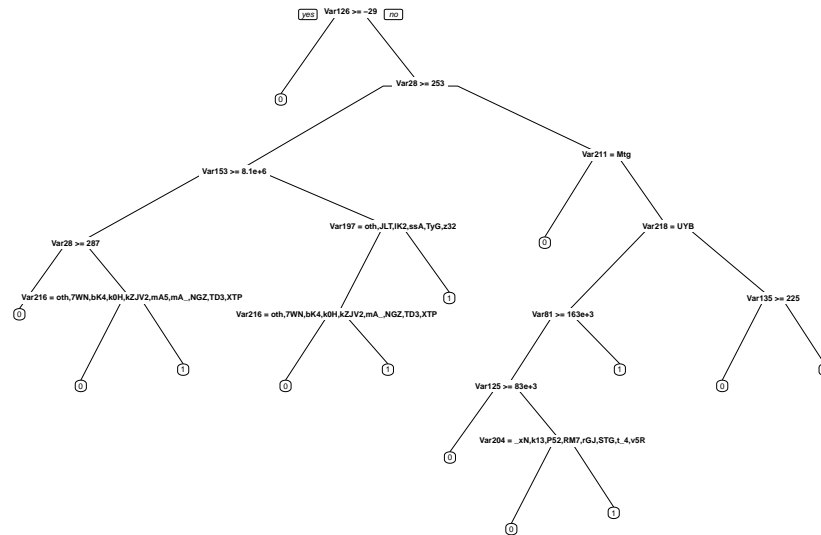 yes Var126 >= −29 no
Var28 >= 253
0
Var211 = Mtg
Var153 >= 8.1e+6
Var197 = oth,JLT,lK2,ssA,TyG,z32
Var218 = UYB
0
Var28 >= 287
Var216 = oth,7WN,bK4,k0H,kZJV2,mA5,mA_,NGZ,TD3,XTP
1
Var135 >= 225
0
Var216 = oth,7WN,bK4,k0H,kZJV2,mA_,NGZ,TD3,XTP
Var81 >= 163e+3
0
1
0
1
1
0
Var125 >= 83e+3
Var204 = _xN,k13,P52,RM7,rGJ,STG,t_4,v5R
0
1
0